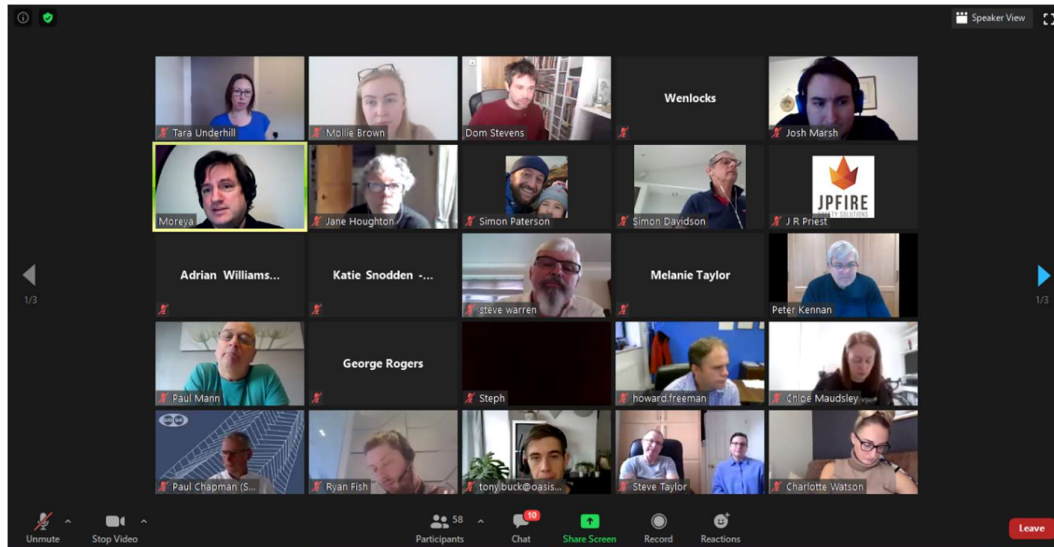 Speaker View
Tara Underhill
Mollie Brown
Dom Stevens
Wenlocks
Josh Marsh
Moreya
Jane Houghton
Simon Paterson
Simon Davidson
JPFIRE
J R Priest
1/3
Adrian Williams...
Katie Snodden -...
steve warren
Melanie Taylor
Peter Kennan
1/3
Paul Mann
George Rogers
Steph
howard.freeman
Chloe Maudsley
Paul Chapman (S...
Ryan Fish
tony.buck@oasis...
Steve Taylor
Charlotte Watson
Unmute
Stop Video
58
Participants
10
Chat
Share Screen
Record
Reactions
Leave